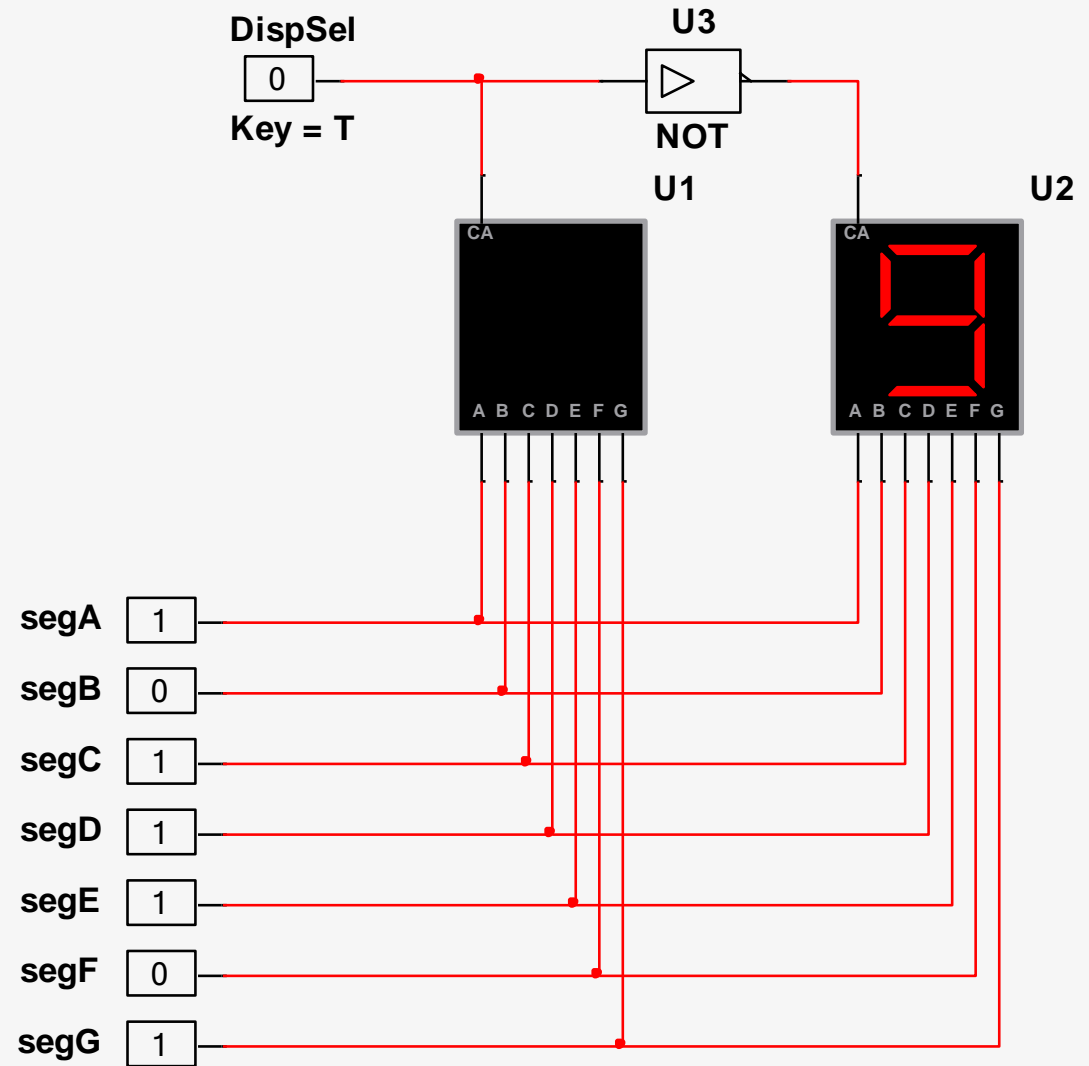 DispSel
U3
0
Key = T
NOT
U1
U2
CA
CA
9
A B C D E F G
A B C D E F G
segA 1
segB 0
segC 1
segD 1
segE 1
segF 0
segG 1